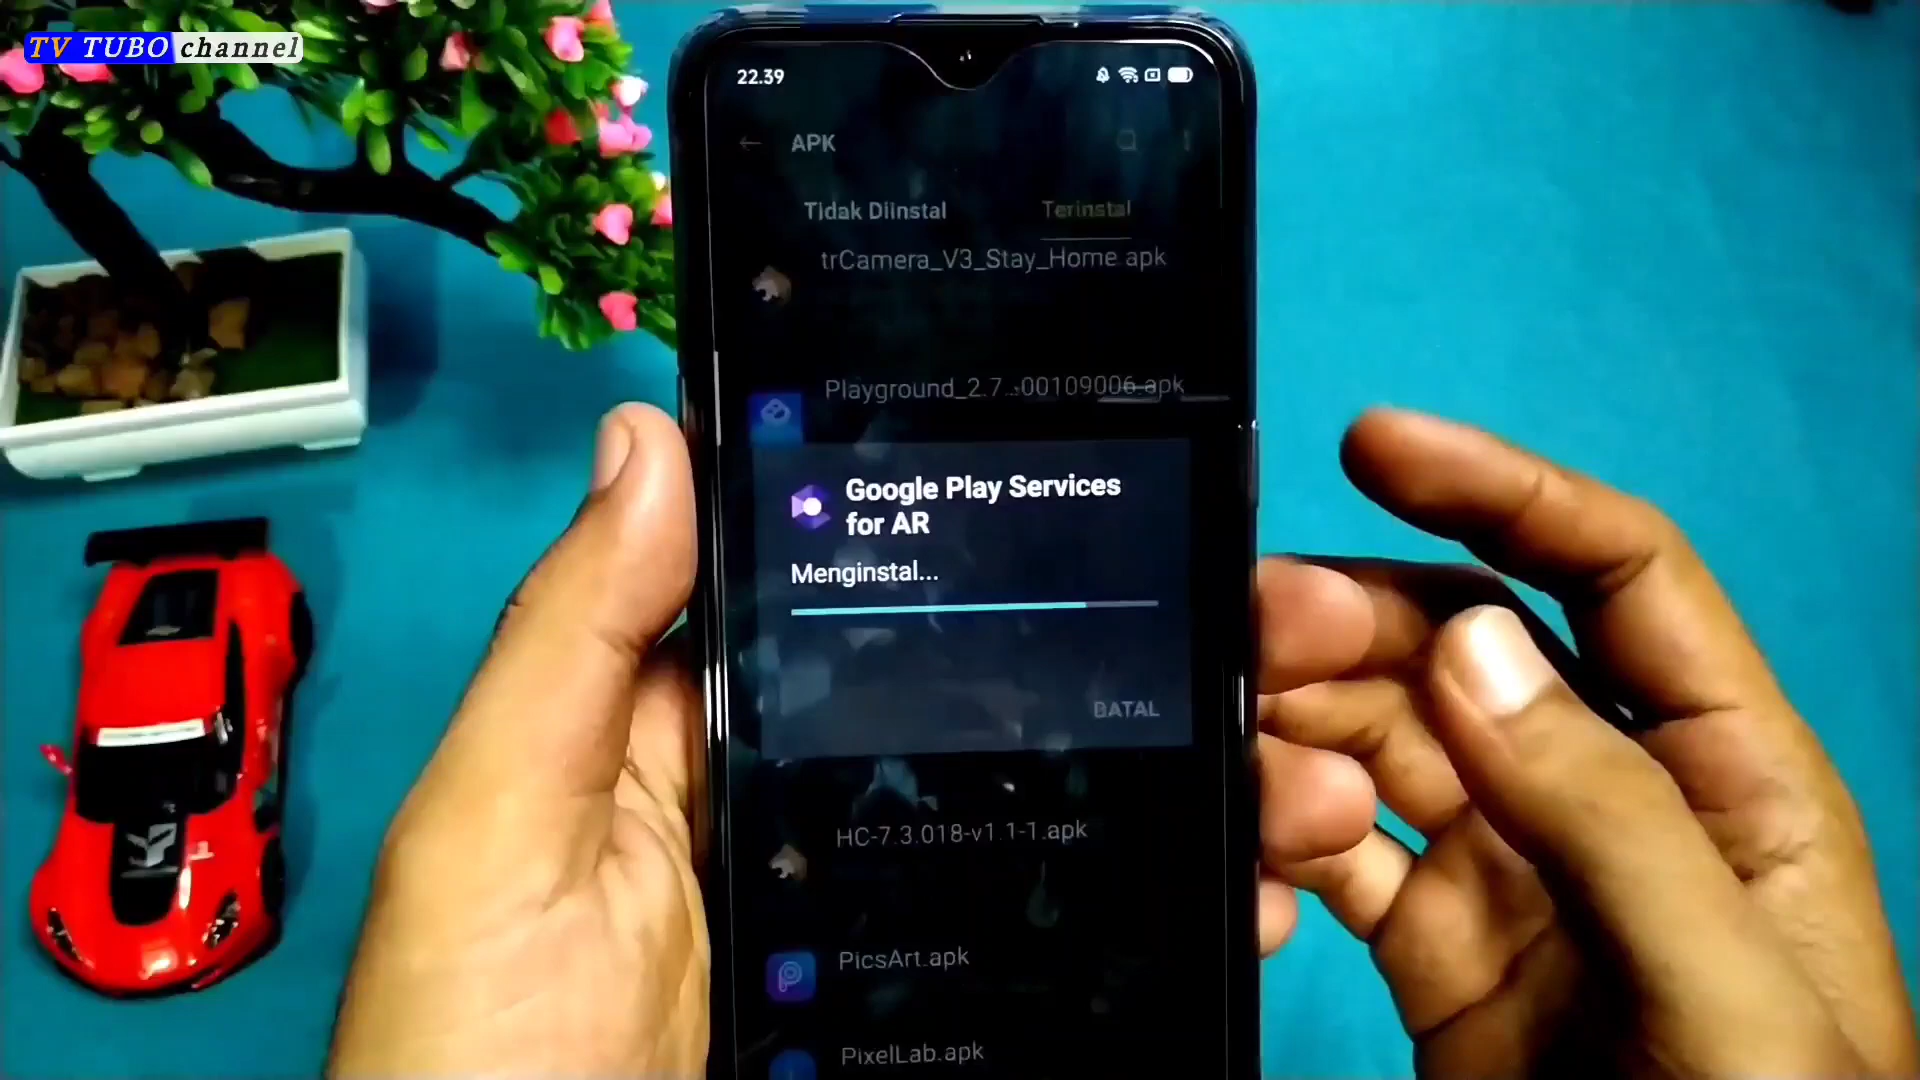 TV TUBO channel
22.39
APK
Tidak Diinstal
Terinstal
trCamera_V3_Stay_Home.apk
Playground_2.7...00109006.apk
Google Play Services
for AR
Menginstal...
BATAL
HC-7.3.018-v1.1-1.apk
PicsArt.apk
PixelLab.apk